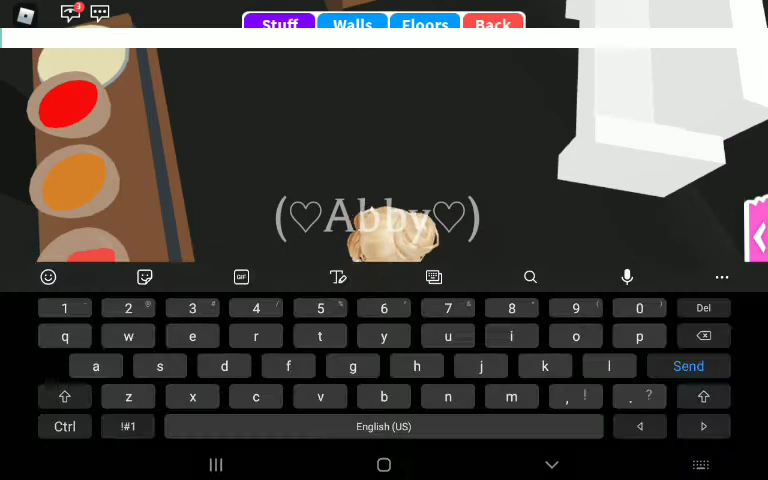 3
Stuff Walls Floors Back
(♡Abby♡)
GIF
1 2 @ 3 # 4 / 5 % 6 7 & 8 * 9 ( 0 ) Del
q w e r t y u i o p
a s d f g h j k l Send
z x c v b n m , ! . ?
Ctrl !#1 English (US)